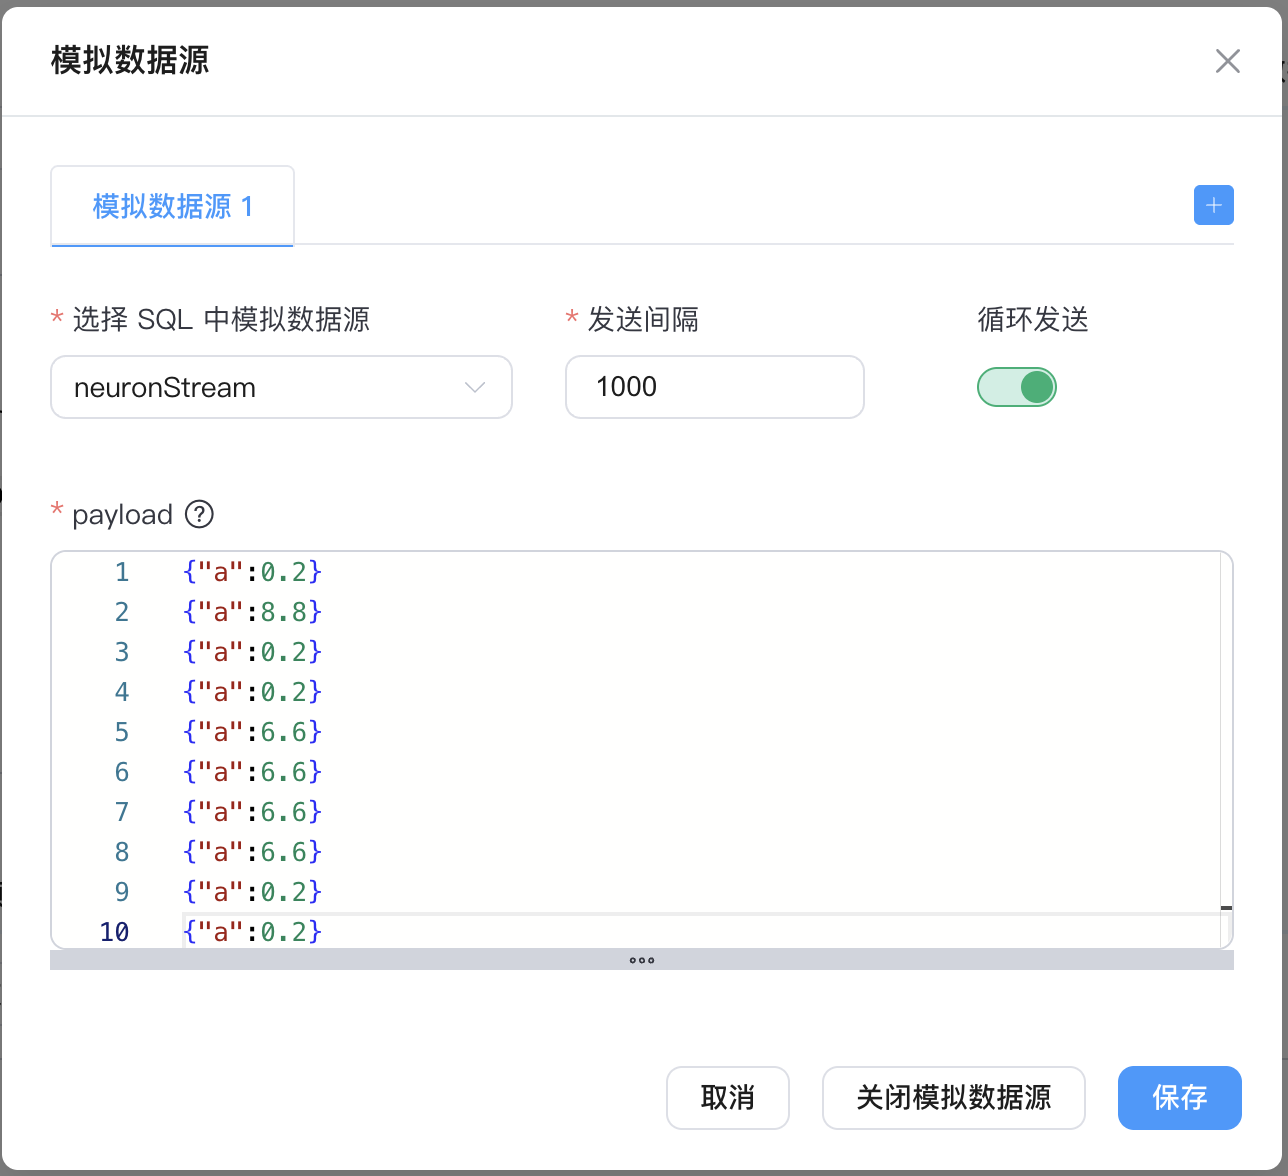 模拟数据源
模拟数据源 1
* 选择 SQL 中模拟数据源
* 发送间隔
循环发送
neuronStream
1000
* payload ?
1 {"a":0.2}
2 {"a":8.8}
3 {"a":0.2}
4 {"a":0.2}
5 {"a":6.6}
6 {"a":6.6}
7 {"a":6.6}
8 {"a":6.6}
9 {"a":0.2}
10 {"a":0.2}
取消
关闭模拟数据源
保存